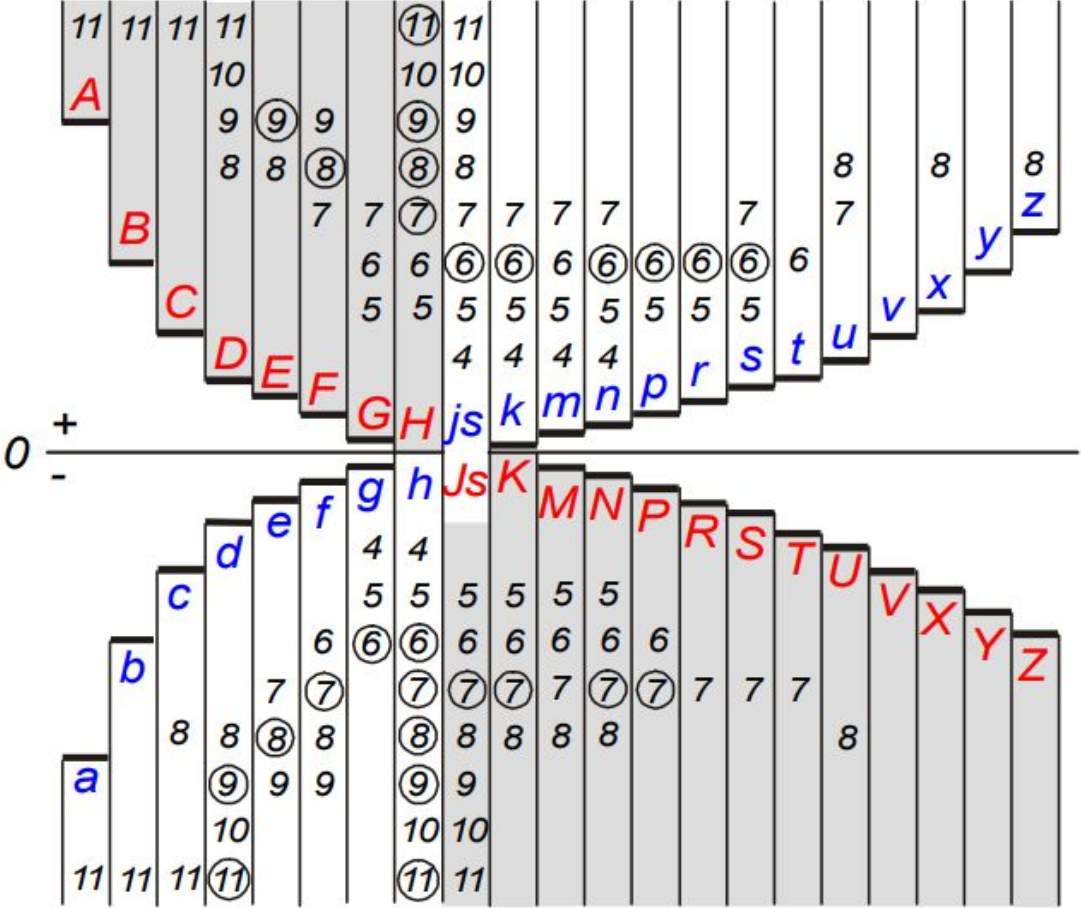 11 11 11 11 11 11
10 10 10
A
9 9 9 9 9
8 8 8 8 8 8 8 8
z
7 7 7 7 7 7 7 7 7
B y
6 6 6 6 6 6 6 6 6 6
x
C v
5 5 5 5 5 5 5 5 5
u
D 4 4 4 4 s t
E F p r
G H js k m n
+
0
-
g h Js K M N P
e f R
d 4 4 S T U
c 5 5 5 5 5 5 V X
6 6 6 6 6 6 6 6 Y
b Z
7 7 7 7 7 7 7 7 7 7 7
8 8 8 8 8 8 8 8 8 8
a 9 9 9 9 9
10 10 10
11 11 11 11 11 11